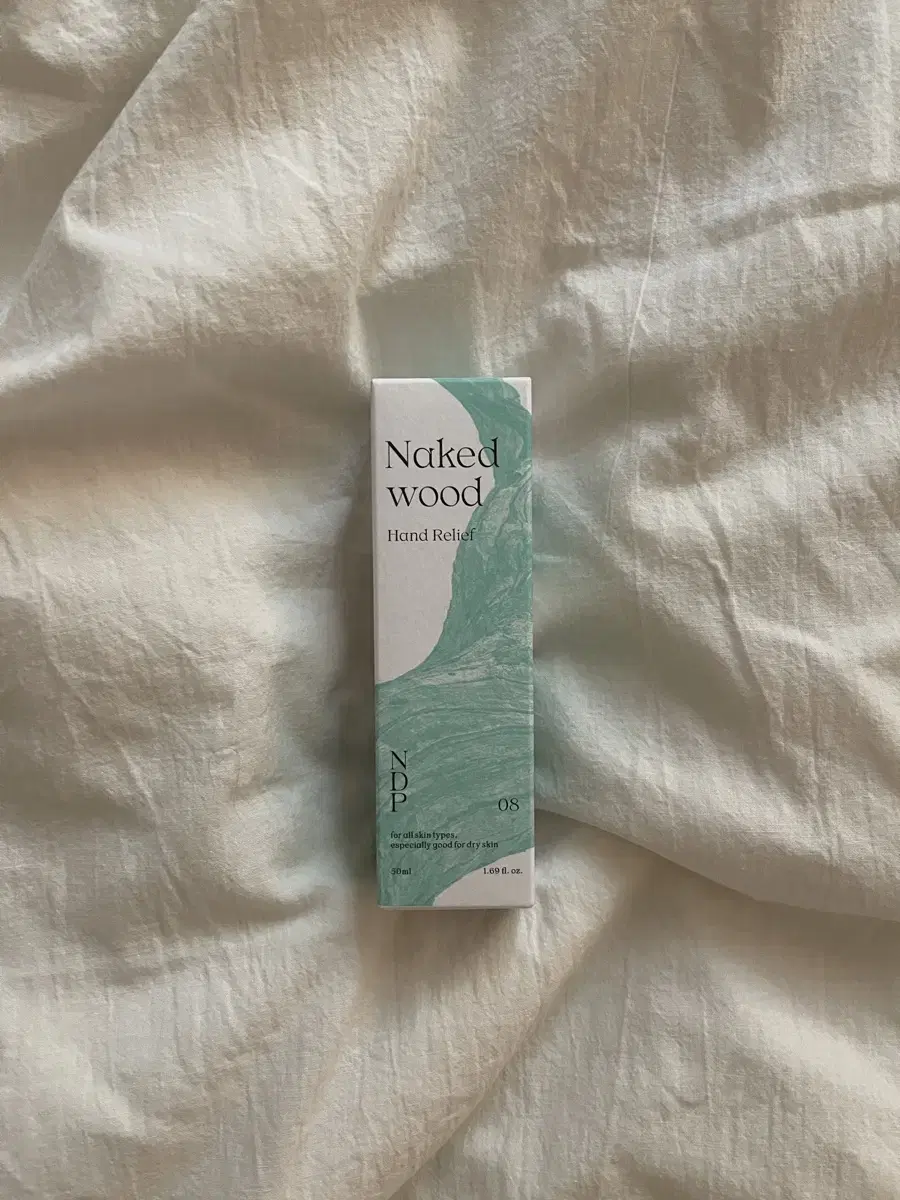 Naked
wood
Hand Relief
N
D
P
08
for all skin types,
especially good for dry skin
50ml
1.69 fl. oz.